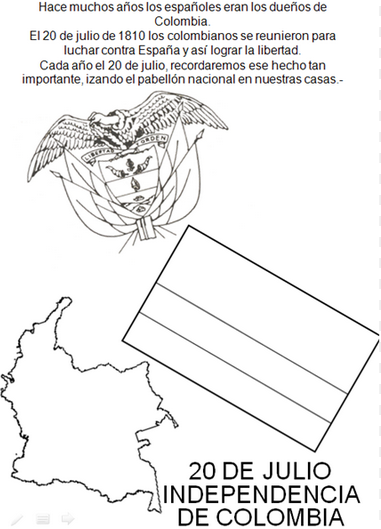 Hace muchos años los españoles eran los dueños de
Colombia.
El 20 de julio de 1810 los colombianos se reunieron para
luchar contra España y así lograr la libertad.
Cada año el 20 de julio, recordaremos ese hecho tan
importante, izando el pabellón nacional en nuestras casas.-
LIBERTAD Y ORDEN
20 DE JULIO
INDEPENDENCIA
DE COLOMBIA